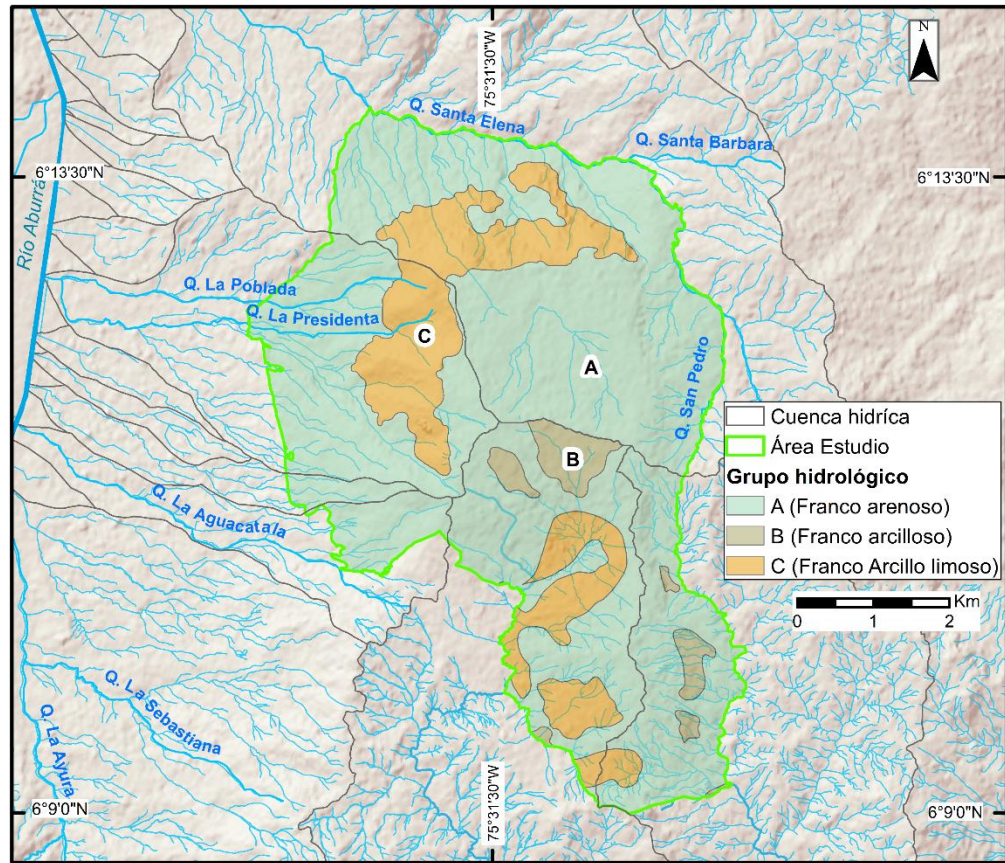 N
75°31'30"W
Q. Santa Elena
Q. Santa Barbara
6°13'30"N
6°13'30"N
Río Aburrá
Q. La Poblada
Q. La Presidenta
C
A
Q. San Pedro
B
Cuenca hidríca
Área Estudio
Grupo hidrológico
A (Franco arenoso)
B (Franco arcilloso)
C (Franco Arcillo limoso)
Km
0 1 2
Q. La Aguacatala
Q. La Sebastiana
Q. La Ayura
75°31'30"W
6°9'0"N
6°9'0"N